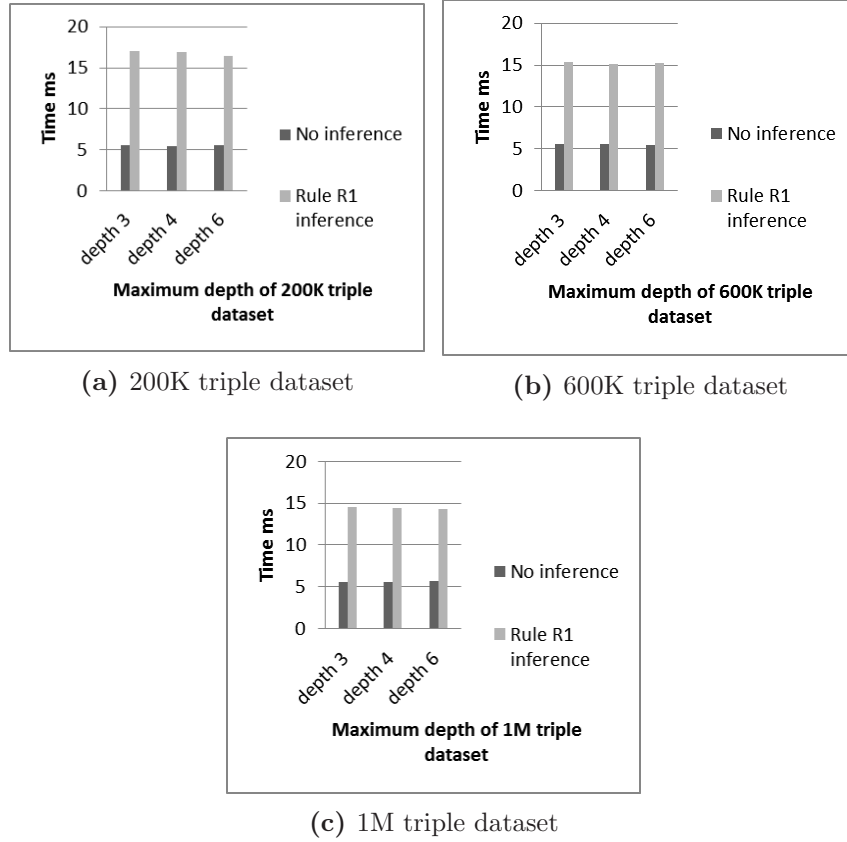 20
15
10
5
0
Time ms
depth 3
depth 4
depth 6
No inference
Rule R1
inference
Maximum depth of 200K triple
dataset
(a) 200K triple dataset
20
15
10
5
0
Time ms
depth 3
depth 4
depth 6
No inference
Rule R1
inference
Maximum depth of 600K triple
dataset
(b) 600K triple dataset
20
15
10
5
0
Time ms
depth 3
depth 4
depth 6
No inference
Rule R1
inference
Maximum depth of 1M triple
dataset
(c) 1M triple dataset